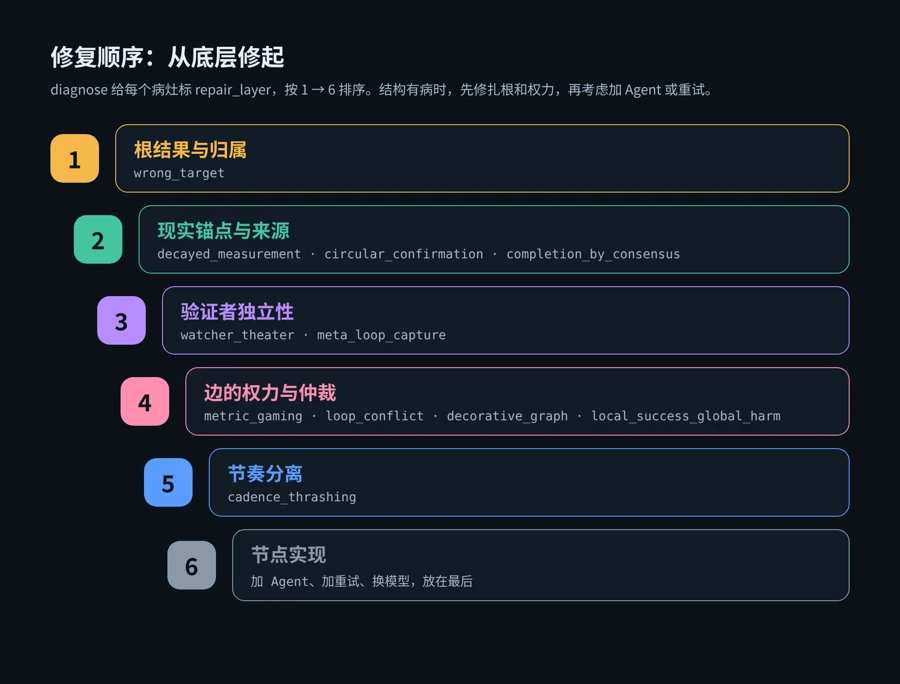 修复顺序：从底层修起
diagnose 给每个病灶标 repair_layer，按 1 → 6 排序。结构有病时，先修扎根和权力，再考虑加 Agent 或重试。
1
根结果与归属
wrong_target
2
现实锚点与来源
decayed_measurement · circular_confirmation · completion_by_consensus
3
验证者独立性
watcher_theater · meta_loop_capture
4
边的权力与仲裁
metric_gaming · loop_conflict · decorative_graph · local_success_global_harm
5
节奏分离
cadence_thrashing
6
节点实现
加 Agent、加重试、换模型，放在最后